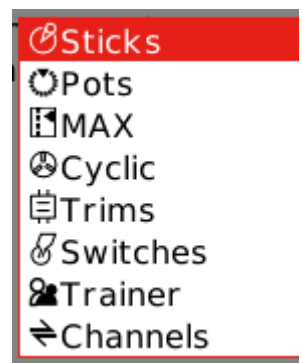 Sticks
Pots
MAX
Cyclic
Trims
Switches
Trainer
Channels